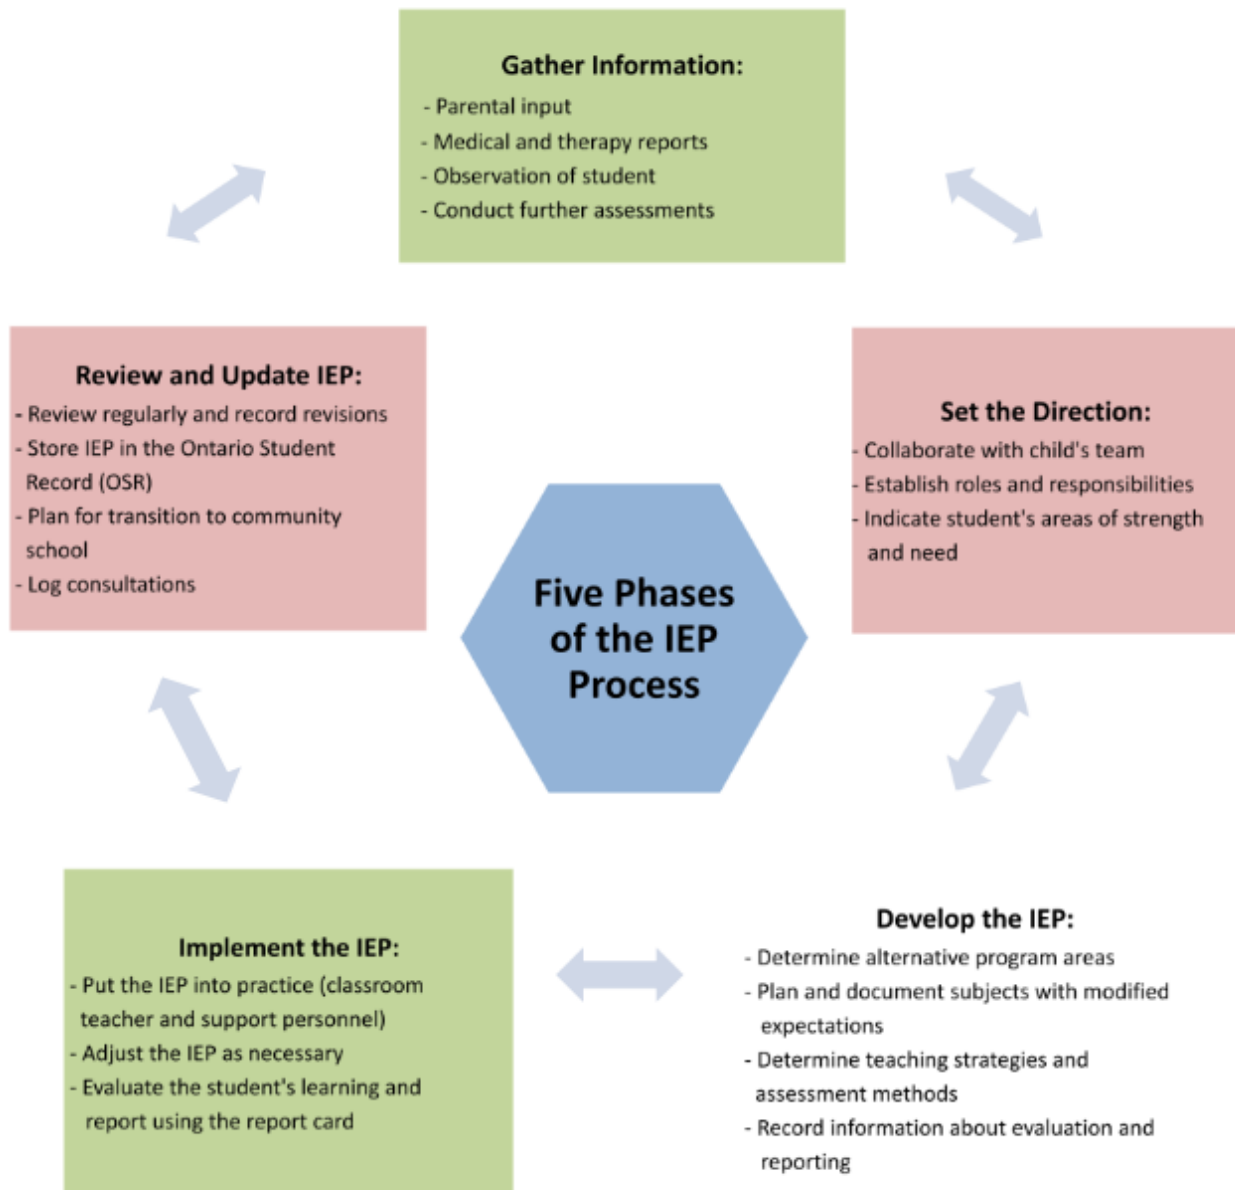 Gather Information:
- Parental input
- Medical and therapy reports
- Observation of student
- Conduct further assessments
Set the Direction:
- Collaborate with child's team
- Establish roles and responsibilities
- Indicate student's areas of strength
and need
Develop the IEP:
- Determine alternative program areas
- Plan and document subjects with modified
expectations
- Determine teaching strategies and
assessment methods
- Record information about evaluation and
reporting
Implement the IEP:
- Put the IEP into practice (classroom
teacher and support personnel)
- Adjust the IEP as necessary
- Evaluate the student's learning and
report using the report card
Review and Update IEP:
- Review regularly and record revisions
- Store IEP in the Ontario Student
Record (OSR)
- Plan for transition to community
school
- Log consultations
Five Phases
of the IEP
Process